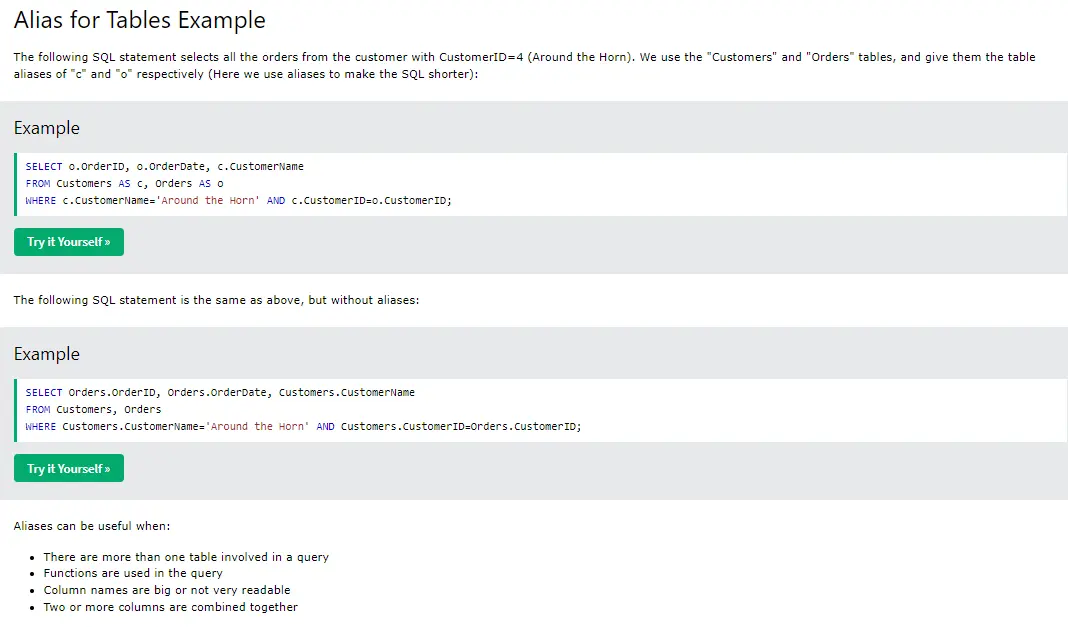 Alias for Tables Example
The following SQL statement selects all the orders from the customer with CustomerID=4 (Around the Horn). We use the "Customers" and "Orders" tables, and give them the table
aliases of "c" and "o" respectively (Here we use aliases to make the SQL shorter):
Example
SELECT o.OrderID, o.OrderDate, c.CustomerName
FROM Customers AS c, Orders AS o
WHERE c.CustomerName='Around the Horn' AND c.CustomerID=o.CustomerID;
Try it Yourself »
The following SQL statement is the same as above, but without aliases:
Example
SELECT Orders.OrderID, Orders.OrderDate, Customers.CustomerName
FROM Customers, Orders
WHERE Customers.CustomerName='Around the Horn' AND Customers.CustomerID=Orders.CustomerID;
Try it Yourself »
Aliases can be useful when:
• There are more than one table involved in a query
• Functions are used in the query
• Column names are big or not very readable
• Two or more columns are combined together